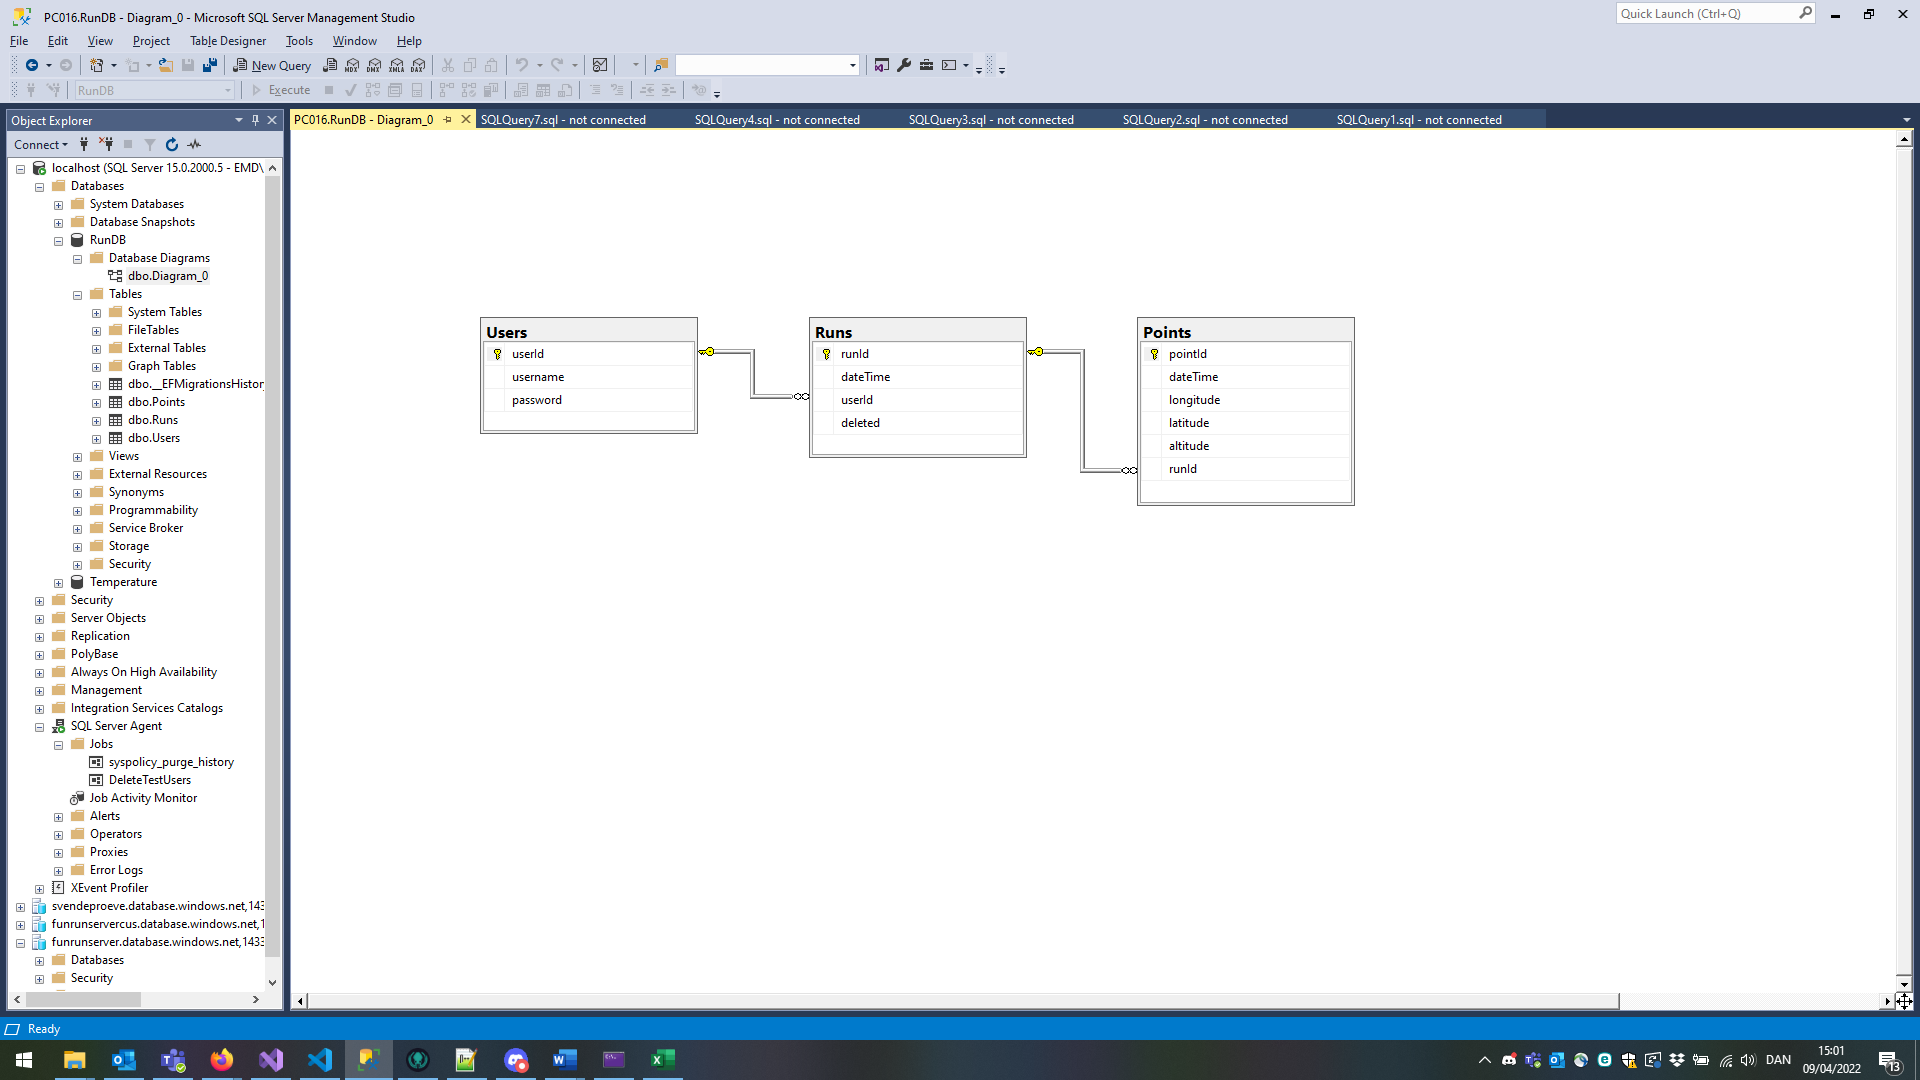 PC016.RunDB - Diagram_0 - Microsoft SQL Server Management Studio
Quick Launch (Ctrl+Q)
File Edit View Project Table Designer Tools Window Help
New Query MDX DMX XMLA DAX
RunDB Execute
Object Explorer
PC016.RunDB - Diagram_0 SQLQuery7.sql - not connected SQLQuery4.sql - not connected SQLQuery3.sql - not connected SQLQuery2.sql - not connected SQLQuery1.sql - not connected
Connect
localhost (SQL Server 15.0.2000.5 - EMD\
Databases
System Databases
Database Snapshots
RunDB
Database Diagrams
dbo.Diagram_0
Tables
System Tables
FileTables
External Tables
Graph Tables
dbo.__EFMigrationsHistor
dbo.Points
dbo.Runs
dbo.Users
Views
External Resources
Synonyms
Programmability
Service Broker
Storage
Security
Temperature
Security
Server Objects
Replication
PolyBase
Always On High Availability
Management
Integration Services Catalogs
SQL Server Agent
Jobs
syspolicy_purge_history
DeleteTestUsers
Job Activity Monitor
Alerts
Operators
Proxies
Error Logs
XEvent Profiler
svendeproeve.database.windows.net,143
funrunservercus.database.windows.net,1
funrunserver.database.windows.net,1433
Databases
Security
Users
userId
username
password
Runs
runId
dateTime
userId
deleted
Points
pointId
dateTime
longitude
latitude
altitude
runId
Ready
DAN
15:01
09/04/2022
13